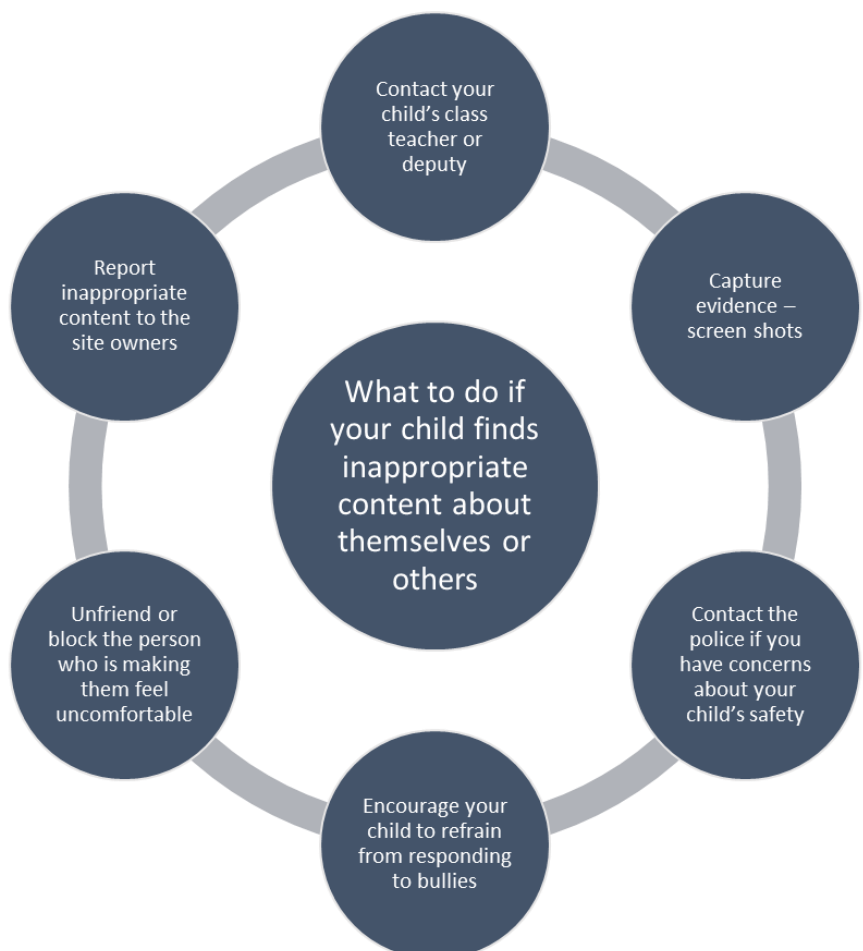 Contact your
child’s class
teacher or
deputy
Capture
evidence –
screen shots
Contact the
police if you
have concerns
about your
child’s safety
Encourage your
child to refrain
from responding
to bullies
Unfriend or
block the person
who is making
them feel
uncomfortable
Report
inappropriate
content to the
site owners
What to do if
your child finds
inappropriate
content about
themselves or
others